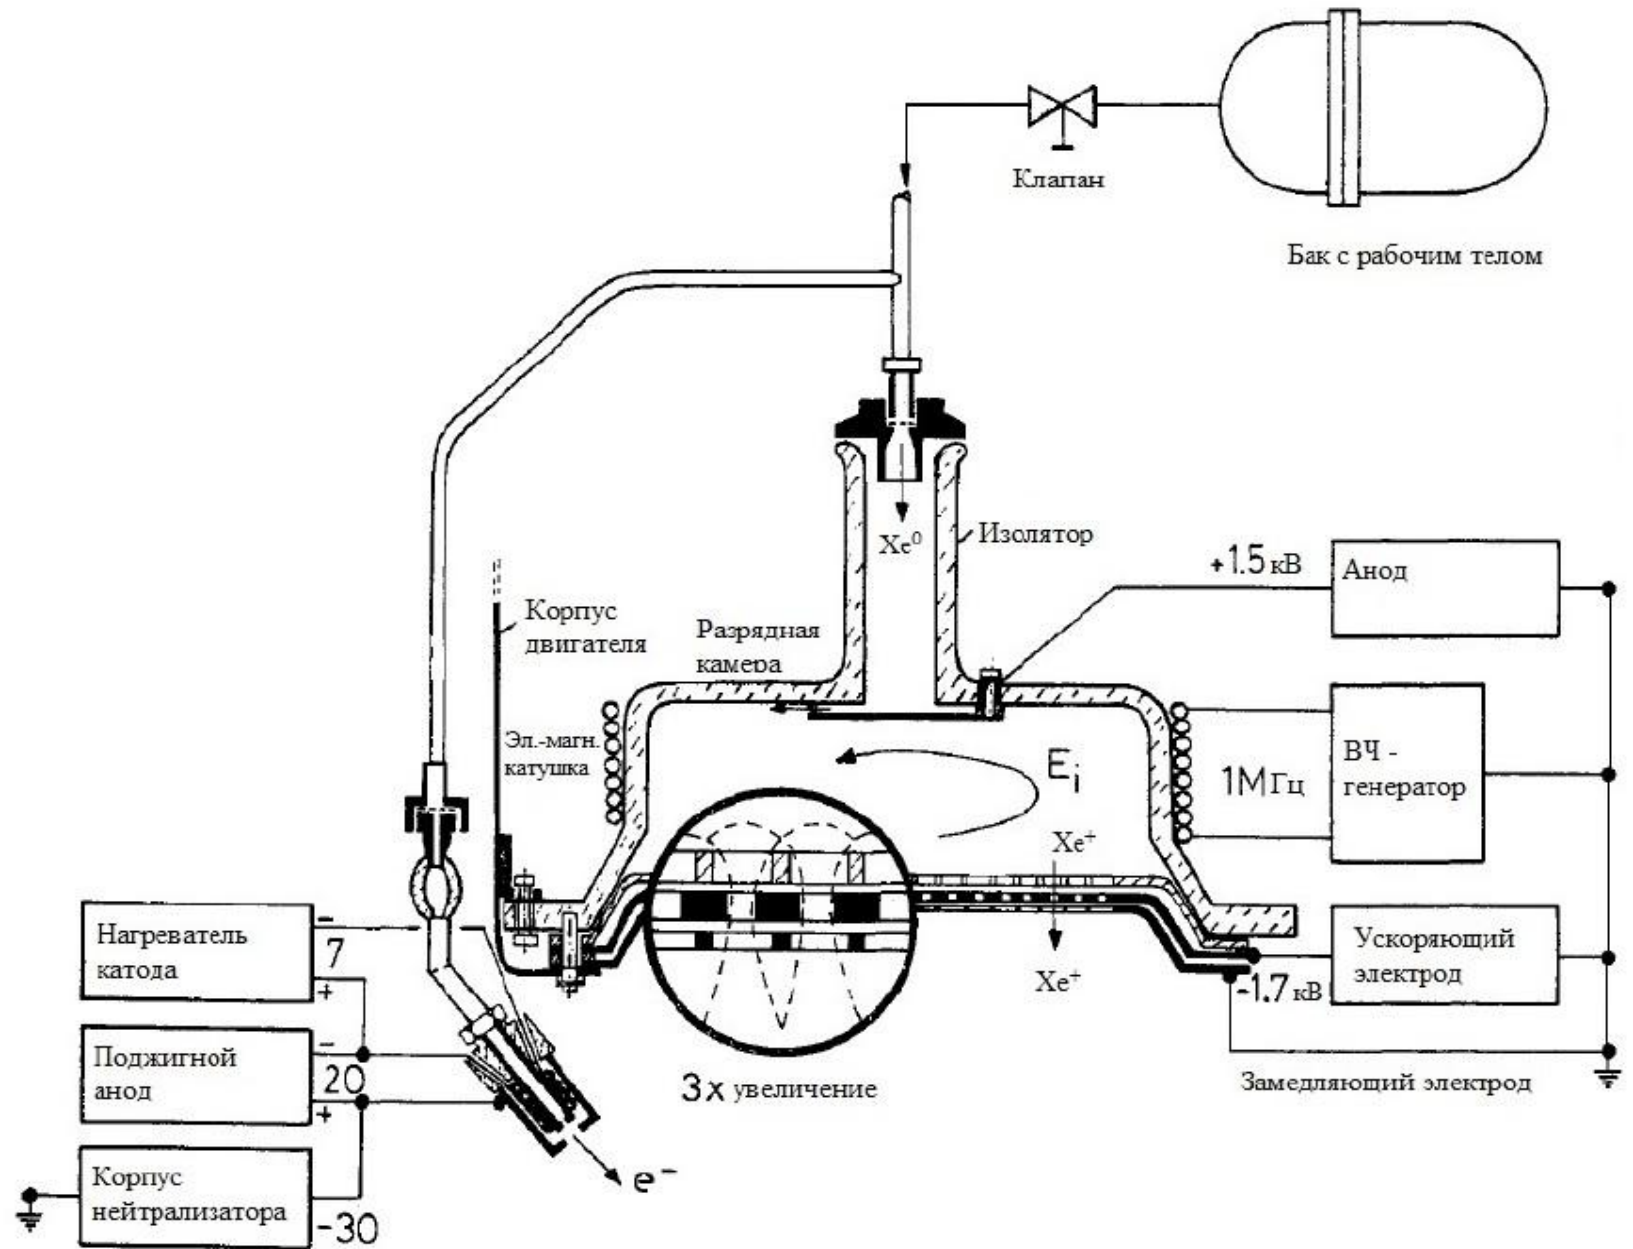 Клапан
Бак с рабочим телом
Xe⁰
Изолятор
+1.5 кВ
Анод
Корпус
двигателя
Разрядная
камера
Эл.-магн.
катушка
Ei
1МГц
ВЧ -
генератор
Xe⁺
Нагреватель
катода
-
7
+
Ускоряющий
электрод
Xe⁺
-1.7 кВ
Поджигной
анод
-
20
+
3x увеличение
Замедляющий электрод
Корпус
нейтрализатора
-30
e⁻